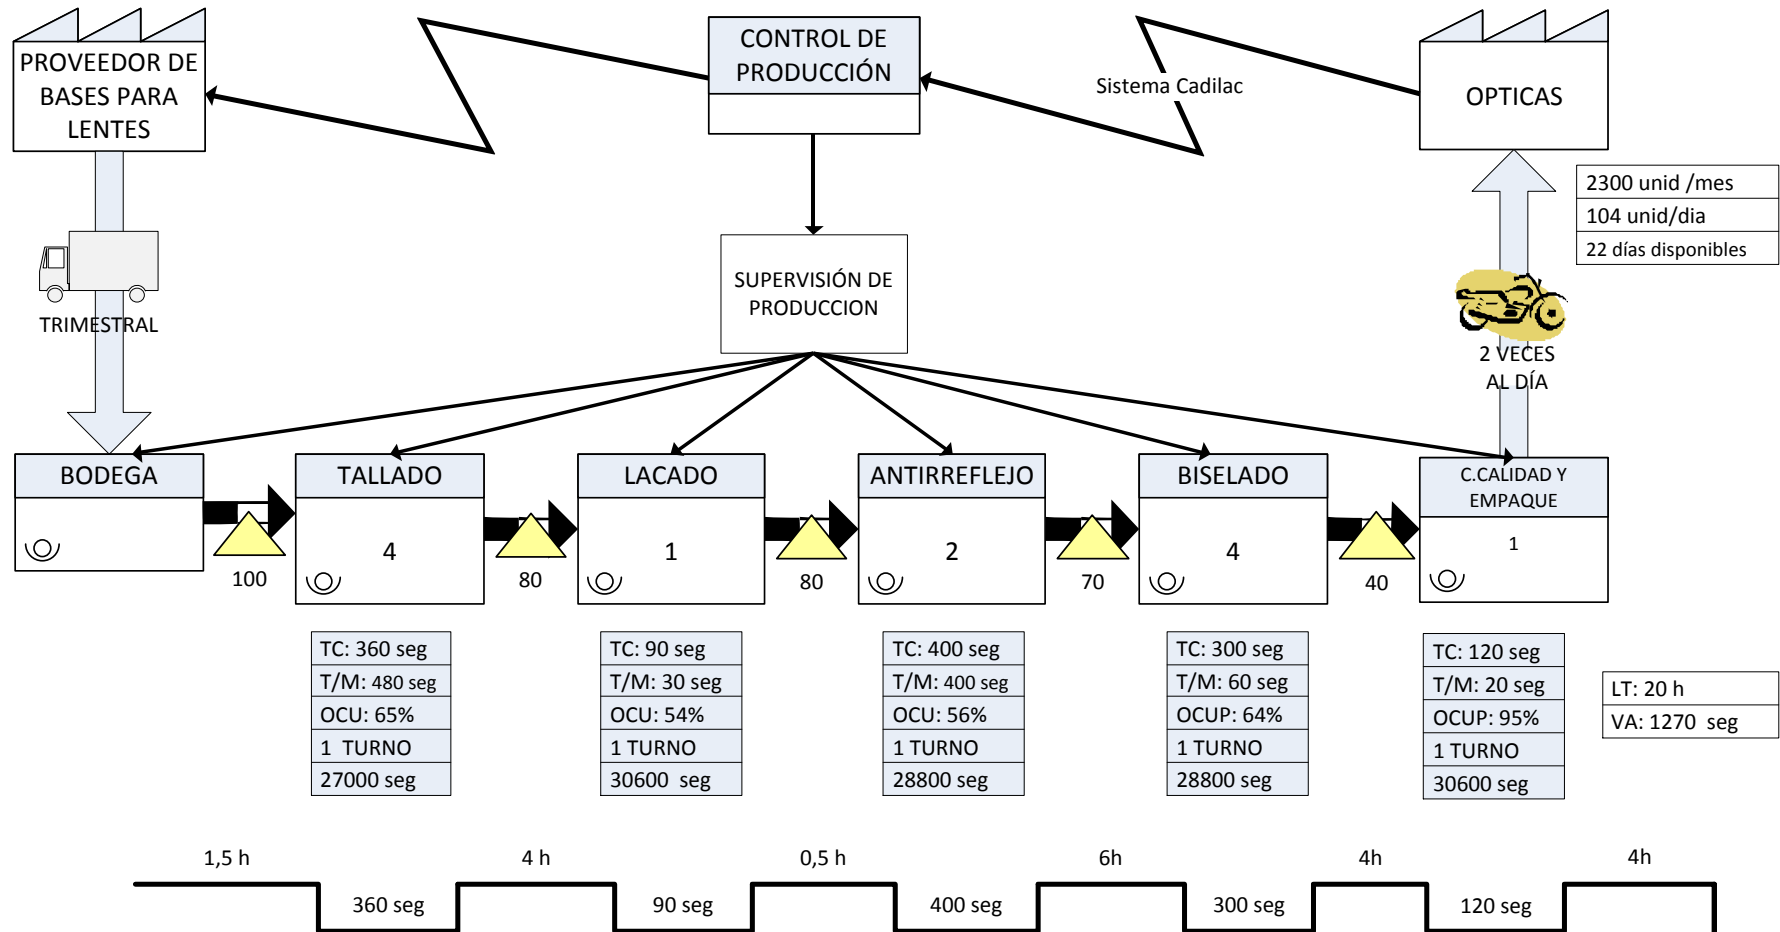 PROVEEDOR DE
BASES PARA
LENTES
CONTROL DE
PRODUCCIÓN
Sistema Cadilac
OPTICAS
2300 unid /mes
104 unid/dia
22 días disponibles
TRIMESTRAL
SUPERVISIÓN DE
PRODUCCION
2 VECES
AL DÍA
BODEGA
TALLADO
LACADO
ANTIRREFLEJO
BISELADO
C.CALIDAD Y
EMPAQUE
4
1
2
4
1
100
80
80
70
40
TC: 360 seg
T/M: 480 seg
OCU: 65%
1 TURNO
27000 seg
TC: 90 seg
T/M: 30 seg
OCU: 54%
1 TURNO
30600 seg
TC: 400 seg
T/M: 400 seg
OCU: 56%
1 TURNO
28800 seg
TC: 300 seg
T/M: 60 seg
OCUP: 64%
1 TURNO
28800 seg
TC: 120 seg
T/M: 20 seg
OCUP: 95%
1 TURNO
30600 seg
LT: 20 h
VA: 1270 seg
1,5 h
4 h
0,5 h
6h
4h
4h
360 seg
90 seg
400 seg
300 seg
120 seg